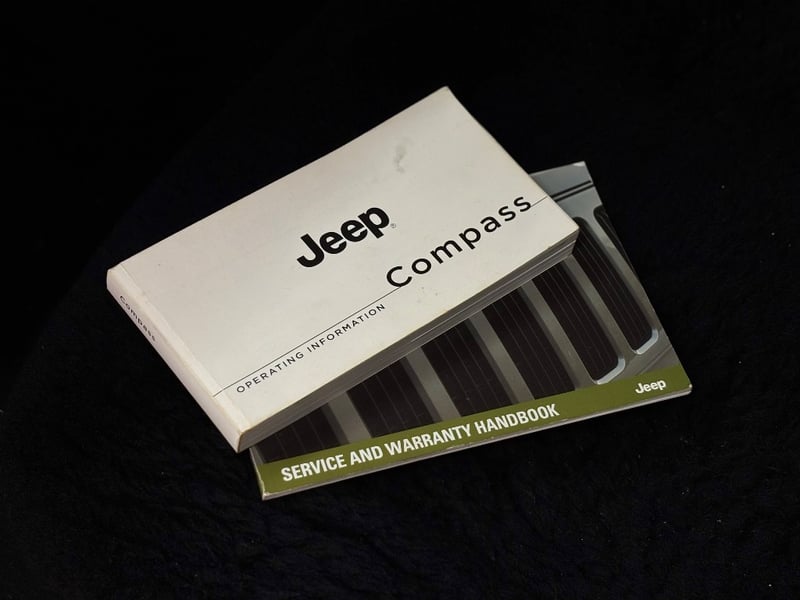 Jeep®
Compass
OPERATING INFORMATION
Compass
Jeep
SERVICE AND WARRANTY HANDBOOK